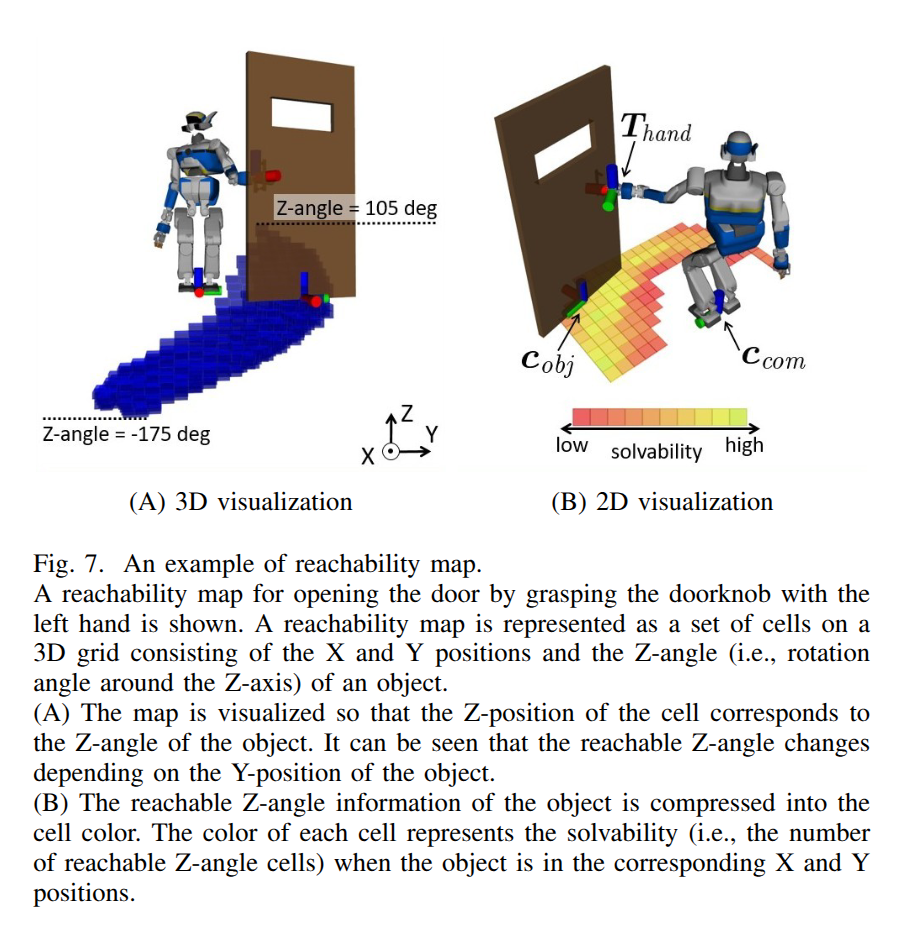 T_hand
Z-angle = 105 deg
c_obj
c_com
Z-angle = -175 deg
Z
Y
X
low solvability high
(A) 3D visualization
(B) 2D visualization
Fig. 7. An example of reachability map.
A reachability map for opening the door by grasping the doorknob with the
left hand is shown. A reachability map is represented as a set of cells on a
3D grid consisting of the X and Y positions and the Z-angle (i.e., rotation
angle around the Z-axis) of an object.
(A) The map is visualized so that the Z-position of the cell corresponds to
the Z-angle of the object. It can be seen that the reachable Z-angle changes
depending on the Y-position of the object.
(B) The reachable Z-angle information of the object is compressed into the
cell color. The color of each cell represents the solvability (i.e., the number
of reachable Z-angle cells) when the object is in the corresponding X and Y
positions.